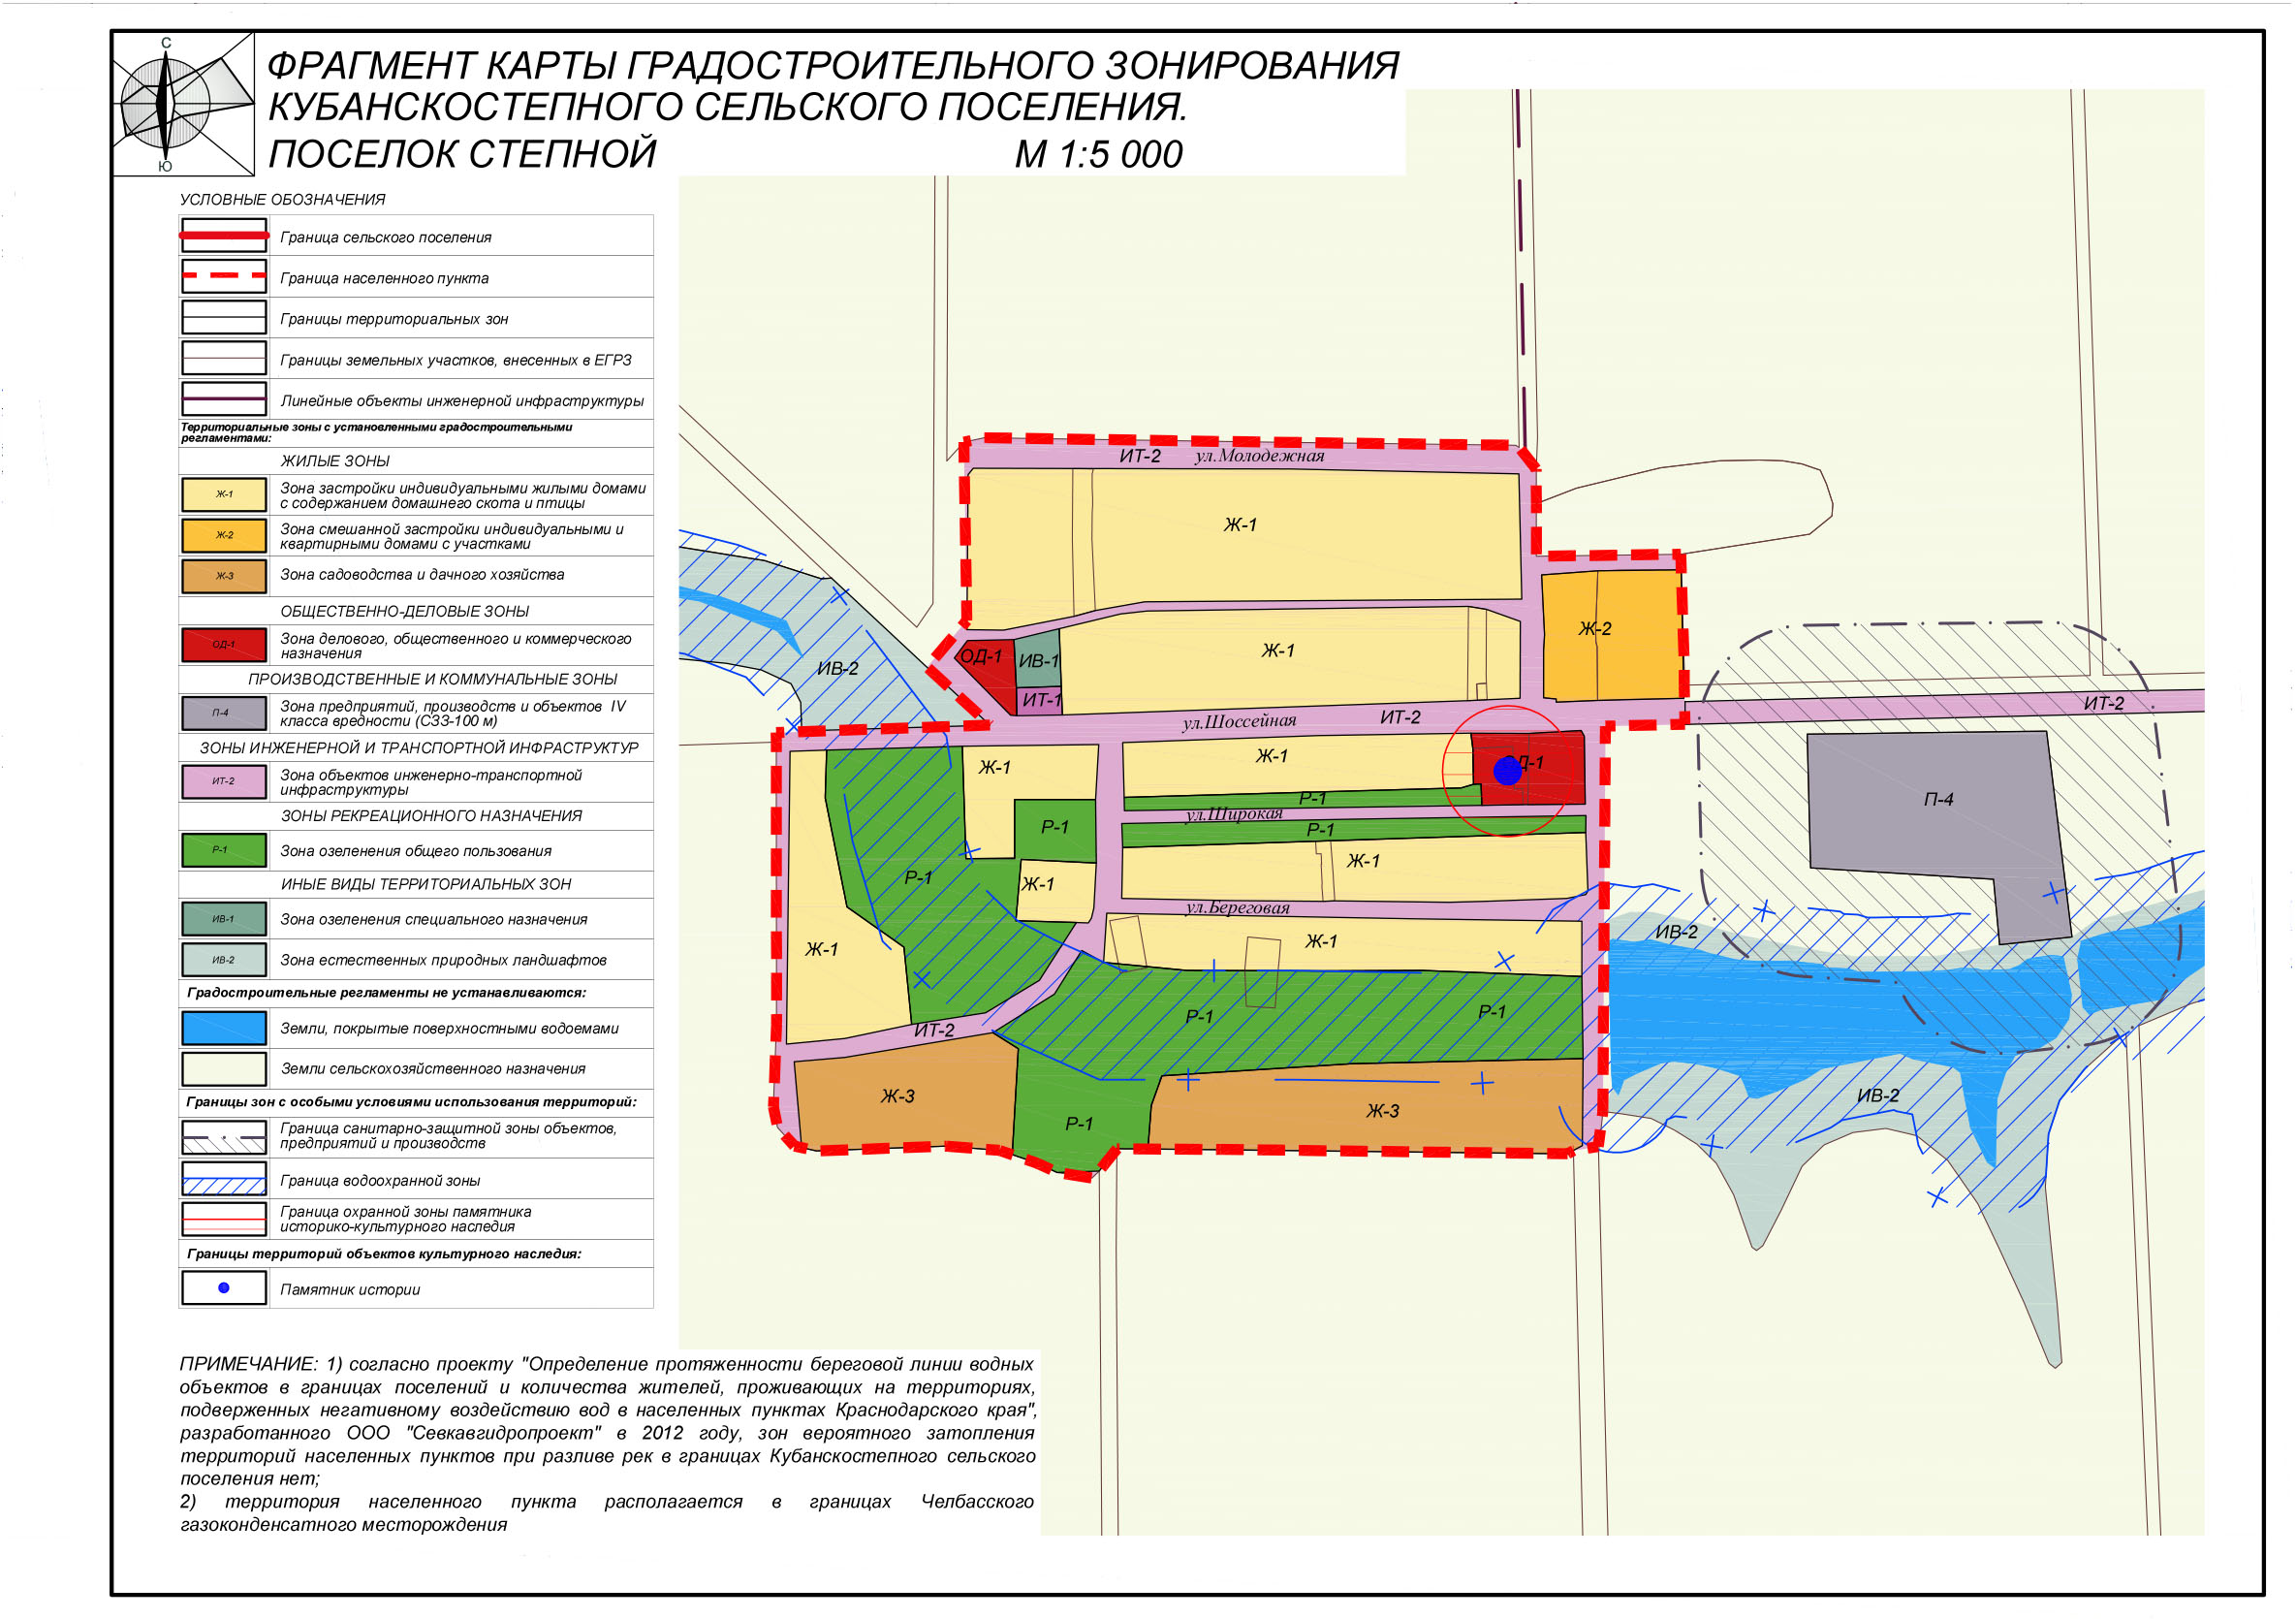 С
Ю
ФРАГМЕНТ КАРТЫ ГРАДОСТРОИТЕЛЬНОГО ЗОНИРОВАНИЯ
КУБАНСКОСТЕПНОГО СЕЛЬСКОГО ПОСЕЛЕНИЯ.
ПОСЕЛОК СТЕПНОЙ М 1:5 000
УСЛОВНЫЕ ОБОЗНАЧЕНИЯ
Граница сельского поселения
Граница населенного пункта
Границы территориальных зон
Границы земельных участков, внесенных в ЕГРЗ
Линейные объекты инженерной инфраструктуры
Территориальные зоны с установленными градостроительными
регламентами:
ЖИЛЫЕ ЗОНЫ
Ж-1
Зона застройки индивидуальными жилыми домами
с содержанием домашнего скота и птицы
Ж-2
Зона смешанной застройки индивидуальными и
квартирными домами с участками
Ж-3
Зона садоводства и дачного хозяйства
ОБЩЕСТВЕННО-ДЕЛОВЫЕ ЗОНЫ
ОД-1
Зона делового, общественного и коммерческого
назначения
ПРОИЗВОДСТВЕННЫЕ И КОММУНАЛЬНЫЕ ЗОНЫ
П-4
Зона предприятий, производств и объектов IV
класса вредности (СЗЗ-100 м)
ЗОНЫ ИНЖЕНЕРНОЙ И ТРАНСПОРТНОЙ ИНФРАСТРУКТУР
ИТ-2
Зона объектов инженерно-транспортной
инфраструктуры
ЗОНЫ РЕКРЕАЦИОННОГО НАЗНАЧЕНИЯ
Р-1
Зона озеленения общего пользования
ИНЫЕ ВИДЫ ТЕРРИТОРИАЛЬНЫХ ЗОН
ИВ-1
Зона озеленения специального назначения
ИВ-2
Зона естественных природных ландшафтов
Градостроительные регламенты не устанавливаются:
Земли, покрытые поверхностными водоемами
Земли сельскохозяйственного назначения
Границы зон с особыми условиями использования территорий:
Граница санитарно-защитной зоны объектов,
предприятий и производств
Граница водоохранной зоны
Граница охранной зоны памятника
историко-культурного наследия
Границы территорий объектов культурного наследия:
Памятник истории
ПРИМЕЧАНИЕ: 1) согласно проекту "Определение протяженности береговой линии водных
объектов в границах поселений и количества жителей, проживающих на территориях,
подверженных негативному воздействию вод в населенных пунктах Краснодарского края",
разработанного ООО "Севкавгидропроект" в 2012 году, зон вероятного затопления
территорий населенных пунктов при разливе рек в границах Кубанскостепного сельского
поселения нет;
2) территория населенного пункта располагается в границах Челбасского
газоконденсатного месторождения
ИТ-2 ул.Молодежная
Ж-1
Ж-2
ОД-1 ИВ-1 Ж-1
ИВ-2
ИТ-1
ул.Шоссейная ИТ-2
ИТ-2
Ж-1 Ж-1 ОД-1
Р-1 П-4
ул.Широкая
Р-1 Р-1
Ж-1
Р-1 Ж-1
ул.Береговая
Ж-1 Ж-1 ИВ-2
Р-1 Р-1
ИТ-2
Ж-3 Ж-3 ИВ-2
Р-1